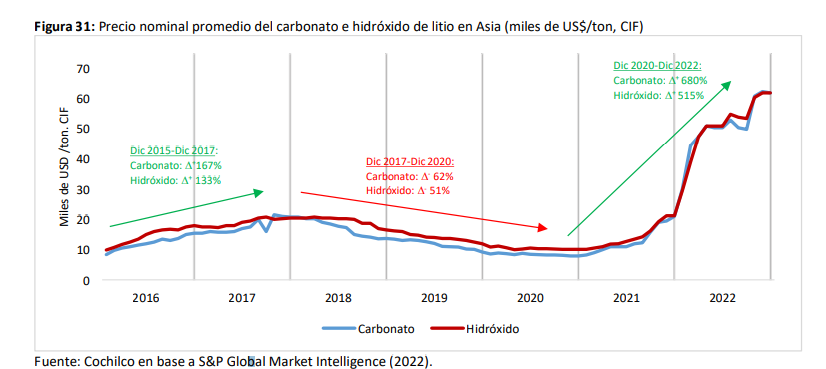 Figura 31: Precio nominal promedio del carbonato e hidróxido de litio en Asia (miles de US$/ton, CIF)
Miles de USD /ton. CIF
70
60
50
40
30
20
10
0
Dic 2015-Dic 2017:
Carbonato: Δ⁺167%
Hidróxido: Δ⁺ 133%
Dic 2017-Dic 2020:
Carbonato: Δ⁻ 62%
Hidróxido: Δ⁻ 51%
Dic 2020-Dic 2022:
Carbonato: Δ⁺ 680%
Hidróxido: Δ⁺ 515%
2016 2017 2018 2019 2020 2021 2022
Carbonato Hidróxido
Fuente: Cochilco en base a S&P Global Market Intelligence (2022).